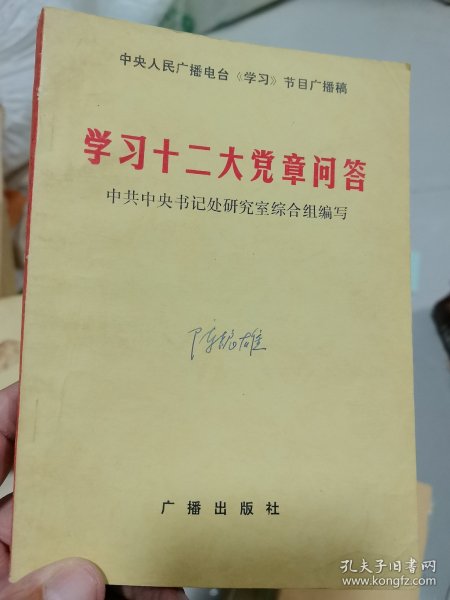 中央人民广播电台《学习》节目广播稿
学习十二大党章问答
中共中央书记处研究室综合组编写
广播出版社
孔夫子旧书网
www.kongfz.com